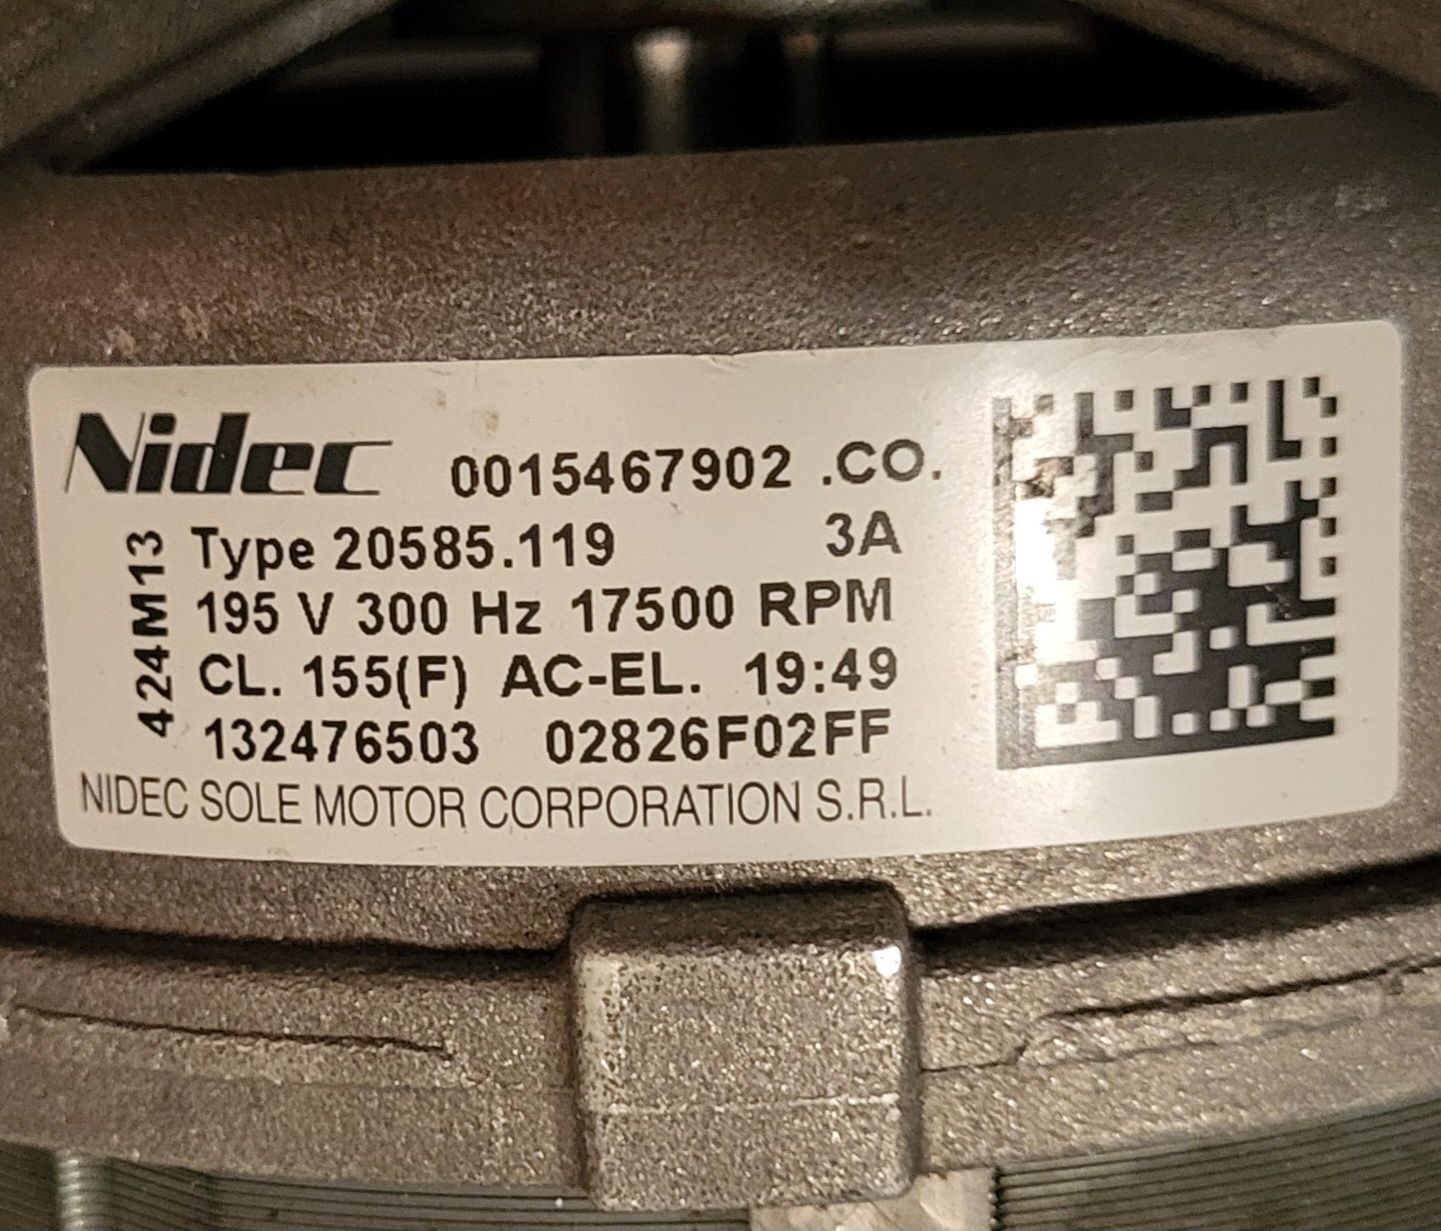 Nidec 0015467902 .CO.
424M13
Type 20585.119 3A
195 V 300 Hz 17500 RPM
CL. 155(F) AC-EL. 19:49
132476503 02826F02FF
NIDEC SOLE MOTOR CORPORATION S.R.L.